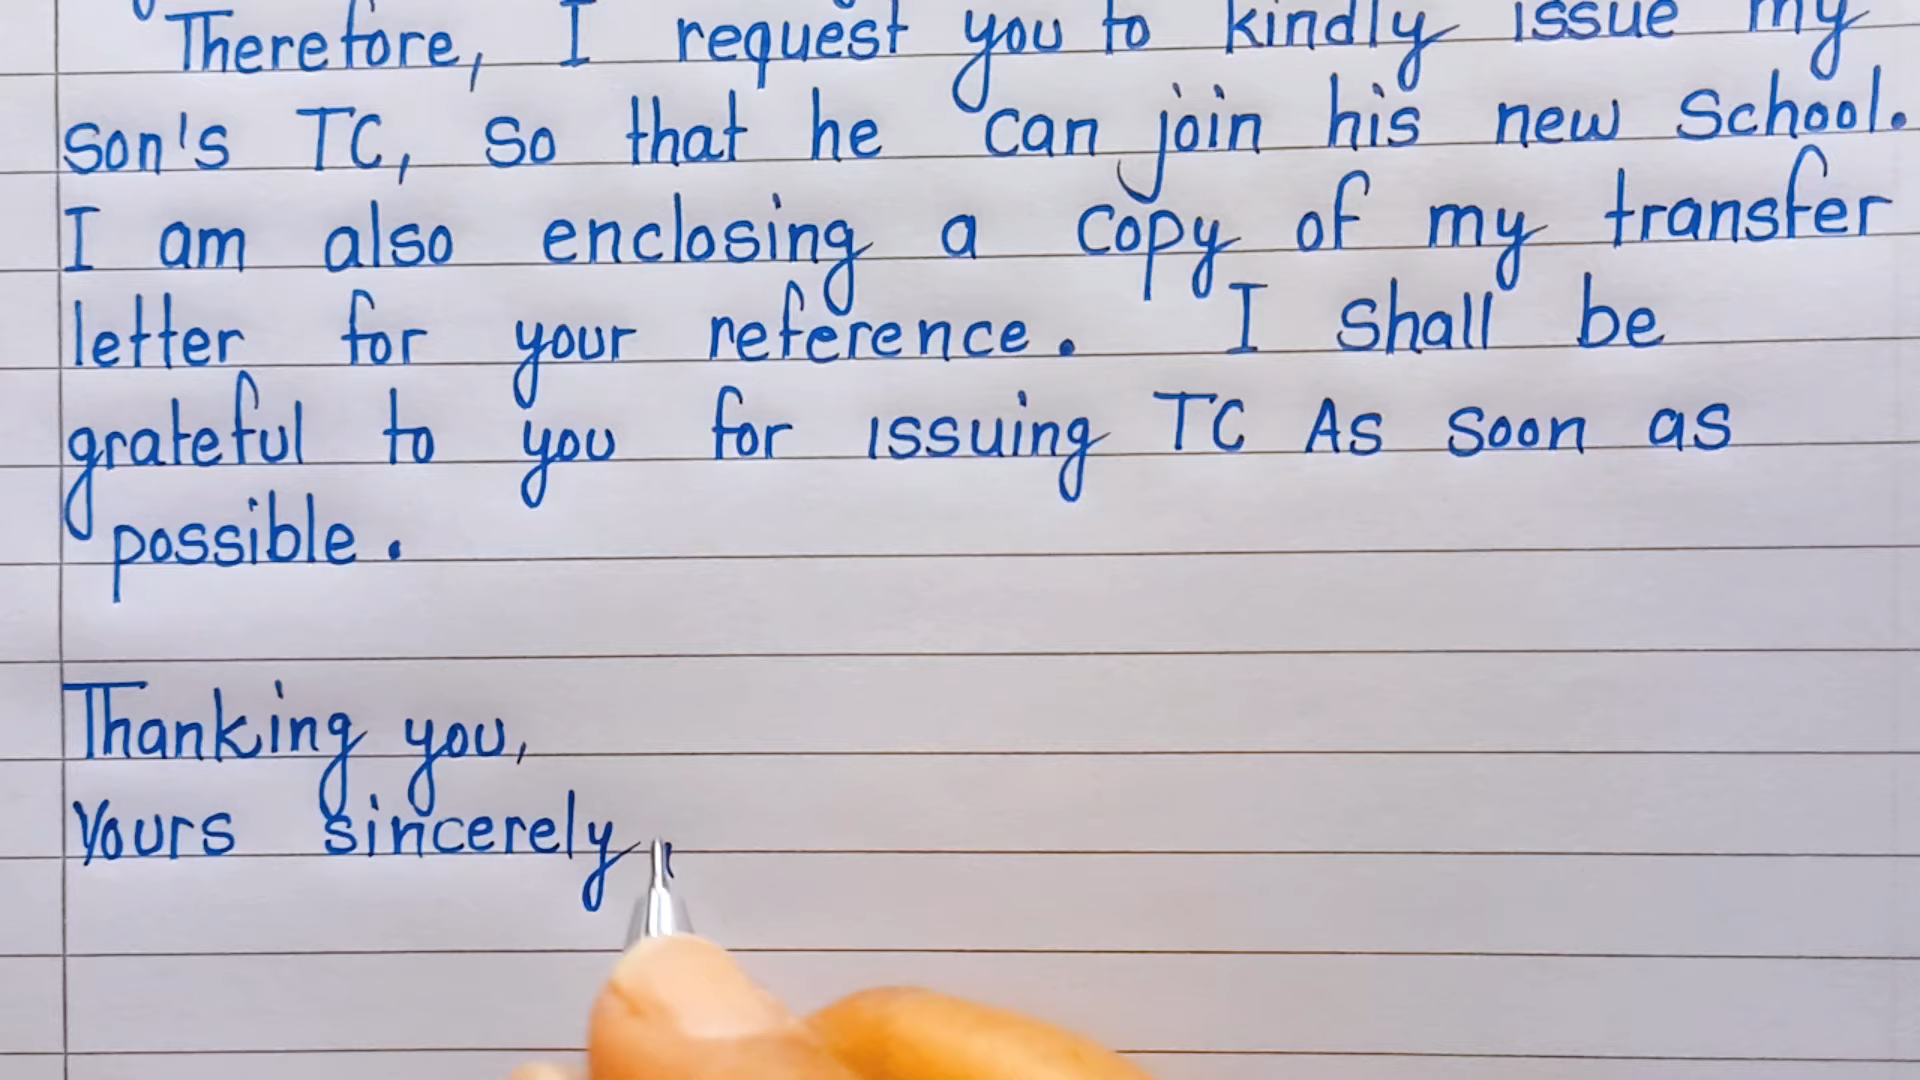 Therefore, I request you to kindly issue my
son's TC, so that he can join his new School.
I am also enclosing a copy of my transfer
letter for your reference. I shall be
grateful to you for issuing TC As soon as
possible.
Thanking you,
Yours sincerely,